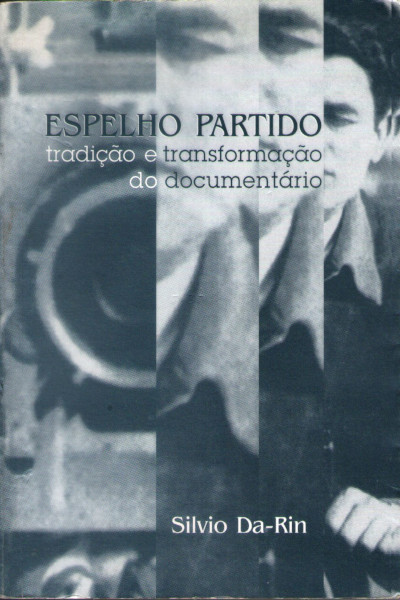 ESPELHO PARTIDO
tradição e transformação
do documentário
Silvio Da-Rin